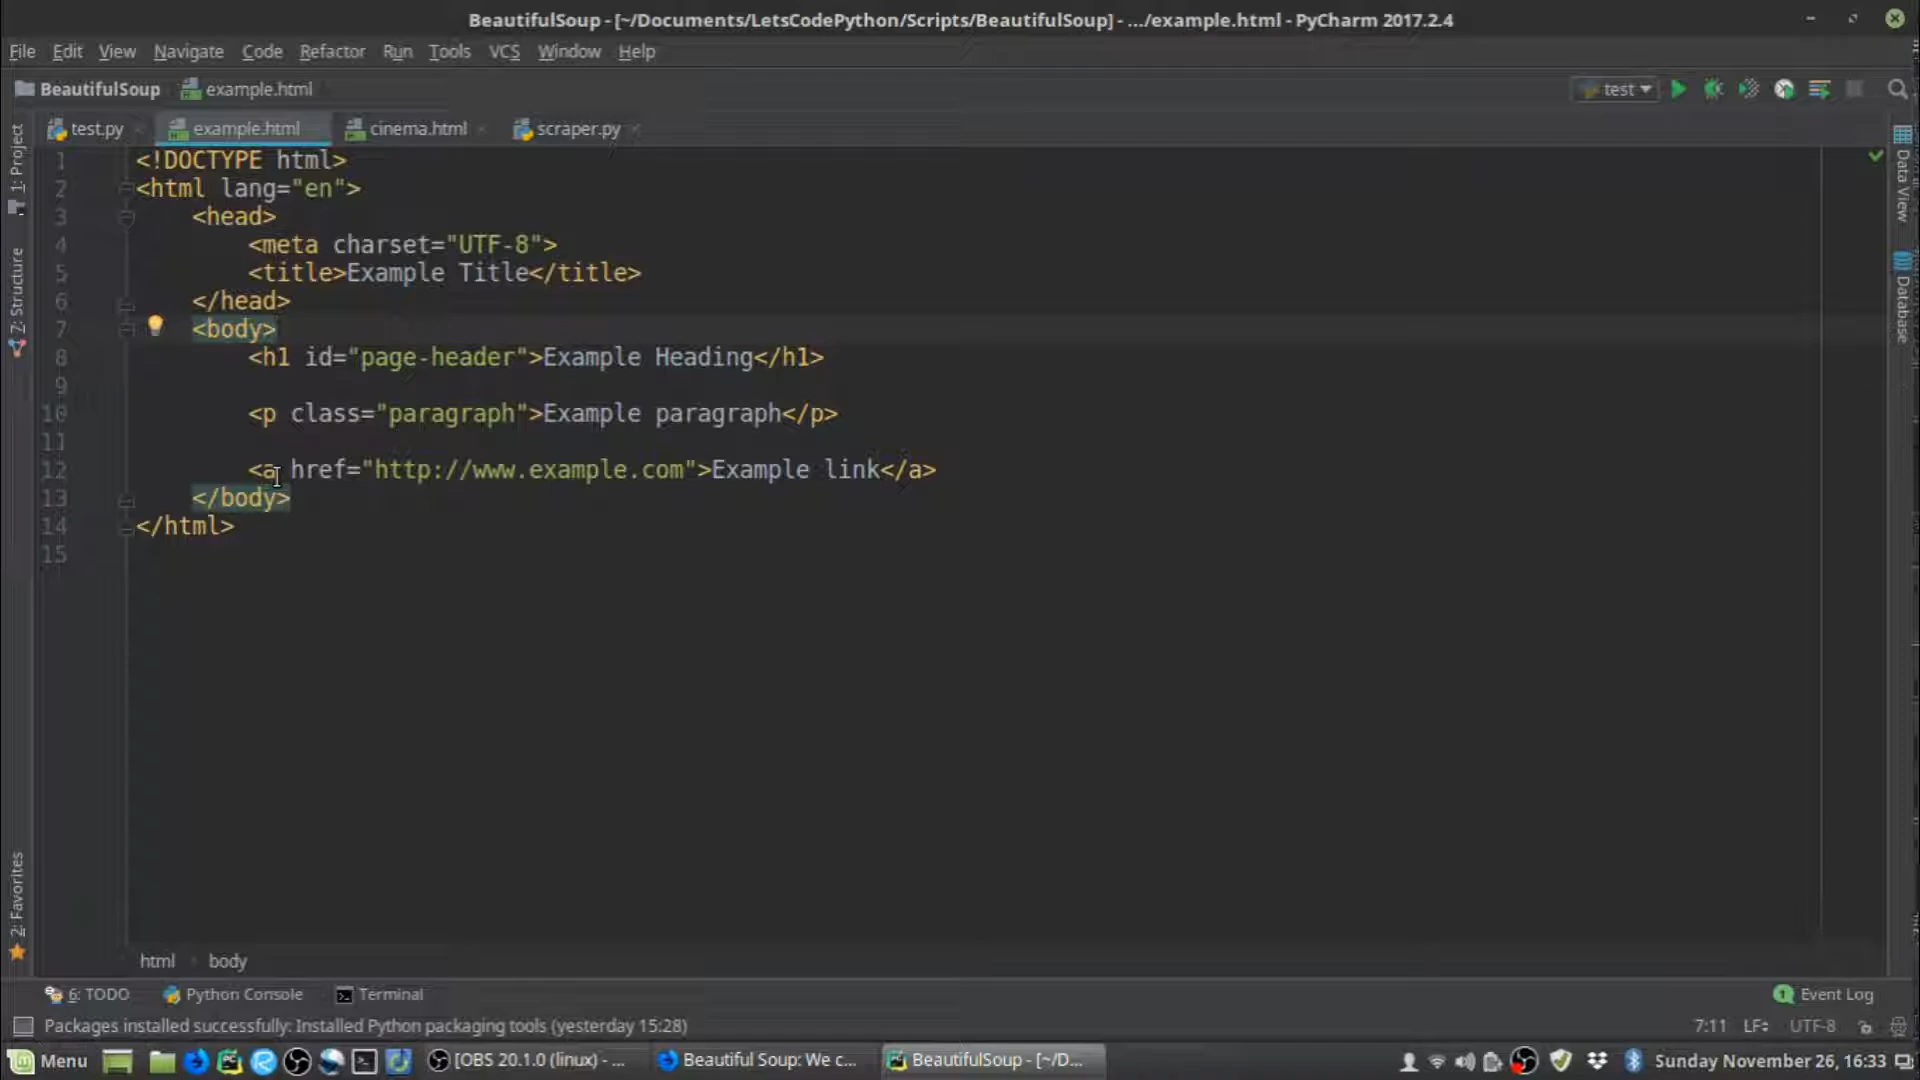 BeautifulSoup - [~/Documents/LetsCodePython/Scripts/BeautifulSoup] - .../example.html - PyCharm 2017.2.4
File Edit View Navigate Code Refactor Run Tools VCS Window Help
BeautifulSoup example.html test
test.py example.html cinema.html scraper.py
1 <!DOCTYPE html>
2 <html lang="en">
3 <head>
4 <meta charset="UTF-8">
5 <title>Example Title</title>
6 </head>
7 <body>
8 <h1 id="page-header">Example Heading</h1>
9
10 <p class="paragraph">Example paragraph</p>
11
12 <a href="http://www.example.com">Example link</a>
13 </body>
14 </html>
15
1: Project
7: Structure
2: Favorites
Data View
Database
html body
6: TODO Python Console Terminal 1 Event Log
Packages installed successfully: Installed Python packaging tools (yesterday 15:28) 7:11 LF÷ UTF-8
Menu [OBS 20.1.0 (linux) - ... Beautiful Soup: We c... BeautifulSoup - [~/D... Sunday November 26, 16:33